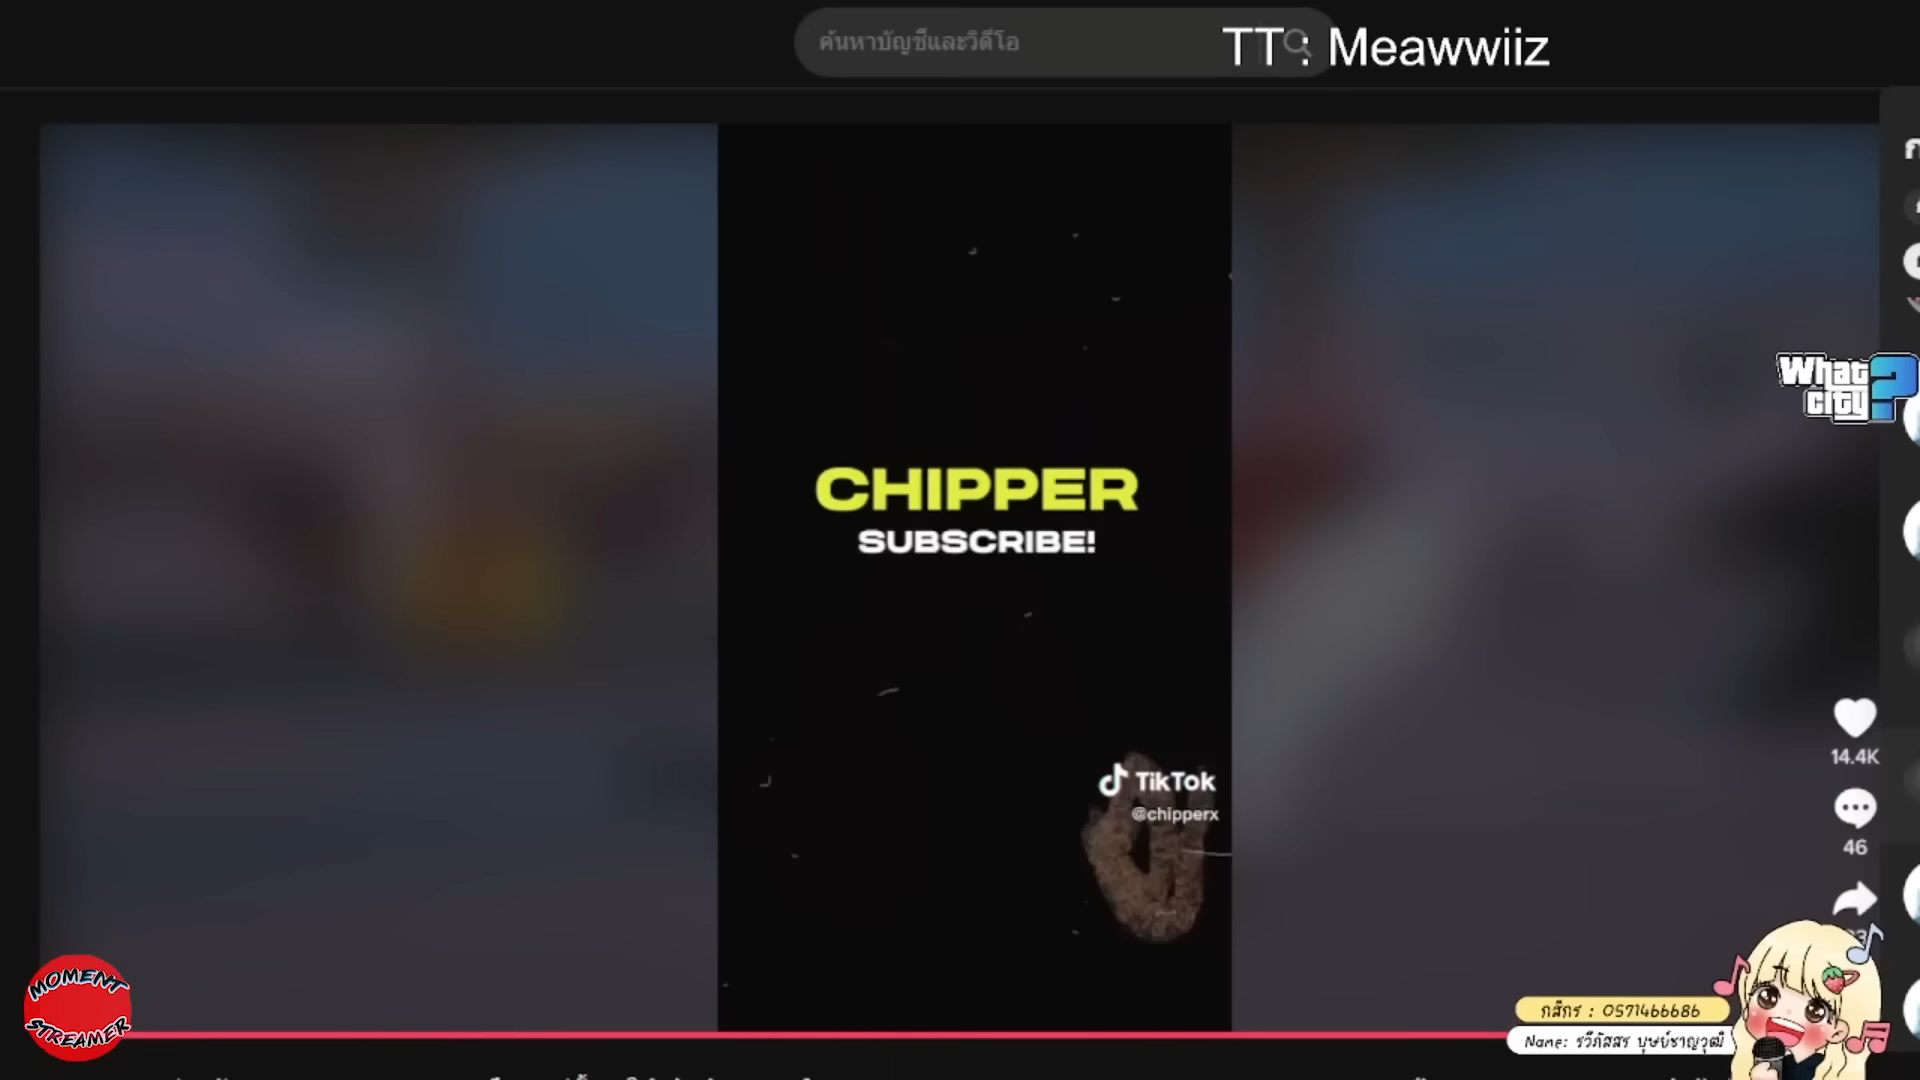 ค้นหาบัญชีและวิดีโอ
TT : Meawwiiz
What
city?
CHIPPER
SUBSCRIBE!
14.4K
TikTok
@chipperx
46
MOMENT
STREAMER
กสิกร : 0571466686
Name: รวีภัสสร บุษย์ชาญวุฒิ